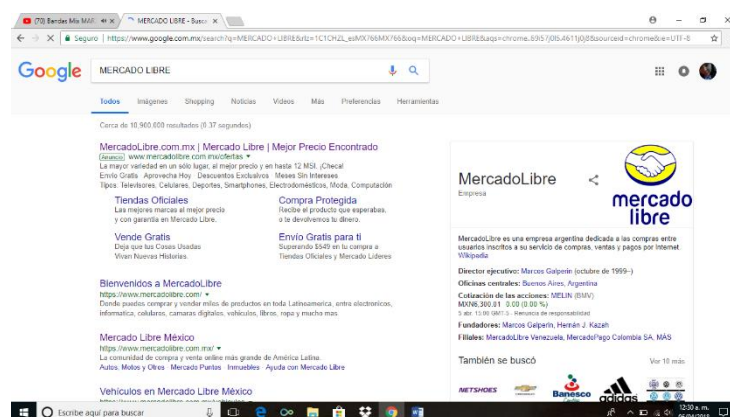 (70) Bandas Mix MAR
MERCADO LIBRE - Busc
Seguro | https://www.google.com.mx/search?q=MERCADO+LIBRE&rlz=1C1CHZL_esMX766MX766&oq=MERCADO+LIBRE&aqs=chrome..69i57j0l5.4611j0j8&sourceid=chrome&ie=UTF-8
Google
MERCADO LIBRE
Todos Imágenes Shopping Noticias Videos Más Preferencias Herramientas
Cerca de 10,900,000 resultados (0.37 segundos)
MercadoLibre.com.mx | Mercado Libre | Mejor Precio Encontrado
Anuncio www.mercadolibre.com.mx/ofertas
La mayor variedad en un sólo lugar, al mejor precio y en hasta 12 MSI. ¡Checa!
Envío Gratis Aprovecha Hoy Descuentos Exclusivos Meses Sin Intereses
Tipos: Televisores, Celulares, Deportes, Smartphones, Electrodomésticos, Moda, Computación
Tiendas Oficiales
Las mejores marcas al mejor precio
y con garantía en Mercado Libre.
Compra Protegida
Recibe el producto que esperabas,
o te devolvemos tu dinero.
Vende Gratis
Deja que tus Cosas Usadas
Vivan Nuevas Historias.
Envío Gratis para ti
Superando $549 en tu compra a
Tiendas Oficiales y Mercado Líderes
Bienvenidos a MercadoLibre
https://www.mercadolibre.com/
Donde puedes comprar y vender miles de productos en toda Latinoamerica, entre electronicos,
informatica, celulares, camaras digitales, vehiculos, libros, ropa y mucho mas.
Mercado Libre México
https://www.mercadolibre.com.mx/
La comunidad de compra y venta online más grande de América Latina.
Autos, Motos y Otros · Mercado Puntos · Inmuebles · Ayuda con Mercado Libre
Vehículos en Mercado Libre México
MercadoLibre
Empresa
mercado
libre
MercadoLibre es una empresa argentina dedicada a las compras entre
usuarios inscritos a su servicio de compras, ventas y pagos por Internet.
Wikipedia
Director ejecutivo: Marcos Galperin (octubre de 1999–)
Oficinas centrales: Buenos Aires, Argentina
Cotización de las acciones: MELIN (BMV)
MXN6,300.01 0.00 (0.00 %)
5 abr. 15:00 GMT-5 - Renuncia de responsabilidad
Fundadores: Marcos Galperin, Hernán J. Kazah
Filiales: MercadoLibre Venezuela, MercadoPago Colombia SA, MÁS
También se buscó
Ver 10 más
NETSHOES
CHEVROLET
Banesco
adidas
Escribe aquí para buscar
12:30 a. m.
06/04/2018